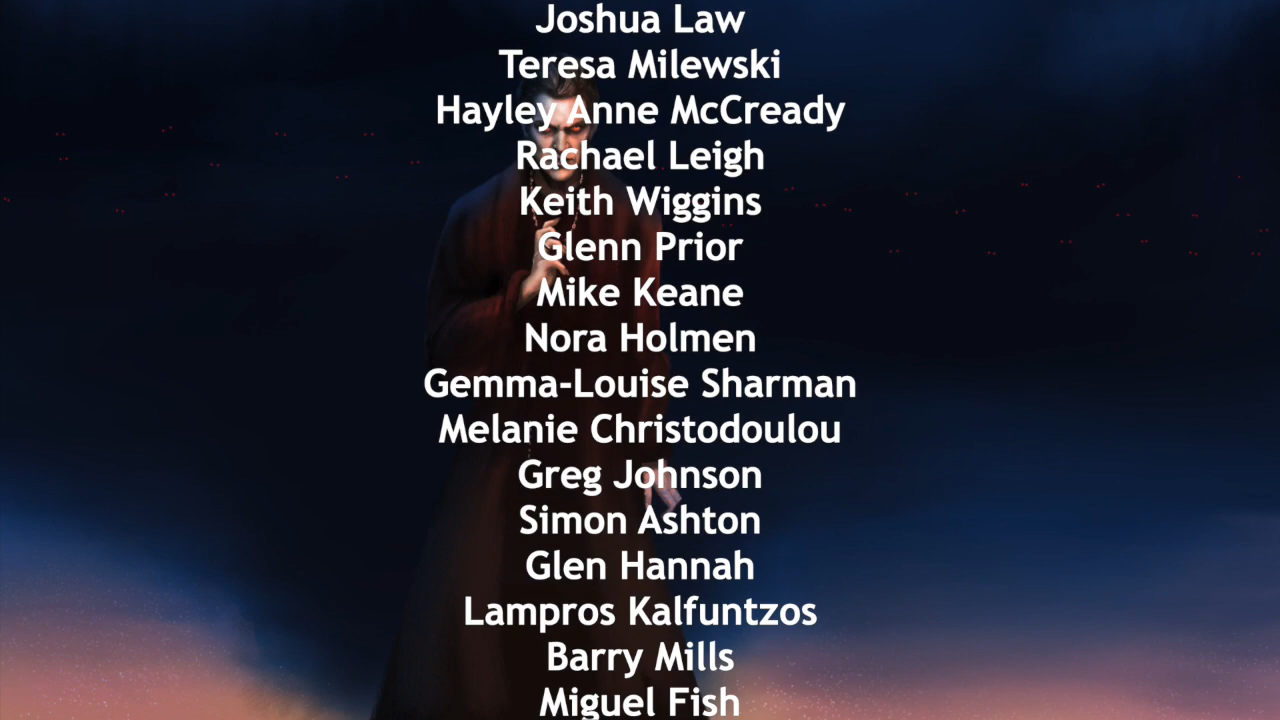 Joshua Law
Teresa Milewski
Hayley Anne McCready
Rachael Leigh
Keith Wiggins
Glenn Prior
Mike Keane
Nora Holmen
Gemma-Louise Sharman
Melanie Christodoulou
Greg Johnson
Simon Ashton
Glen Hannah
Lampros Kalfuntzos
Barry Mills
Miguel Fish